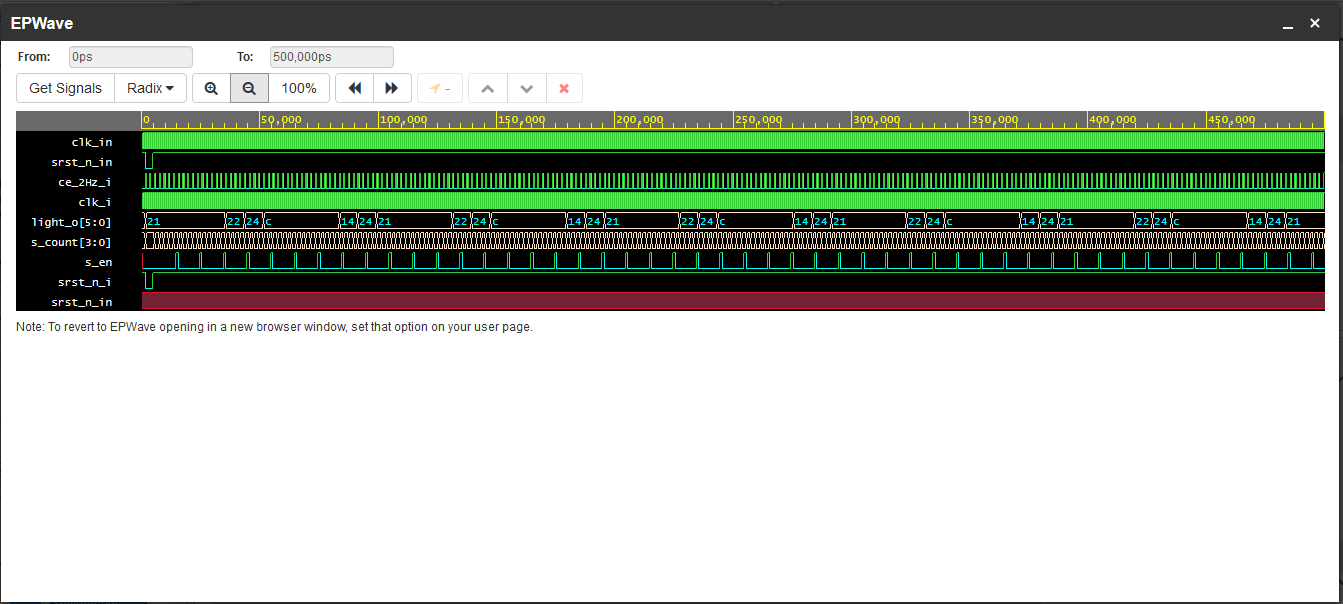 EPWave
From: 0ps To: 500,000ps
Get Signals Radix 100% -
0 50,000 100,000 150,000 200,000 250,000 300,000 350,000 400,000 450,000
clk_in
srst_n_in
ce_2Hz_i
clk_i
light_o[5:0] 21 22 24 c 14 24 21 22 24 c 14 24 21 22 24 c 14 24 21 22 24 c 14 24 21 22 24 c 14 24 21
s_count[3:0]
s_en
srst_n_i
srst_n_in
Note: To revert to EPWave opening in a new browser window, set that option on your user page.